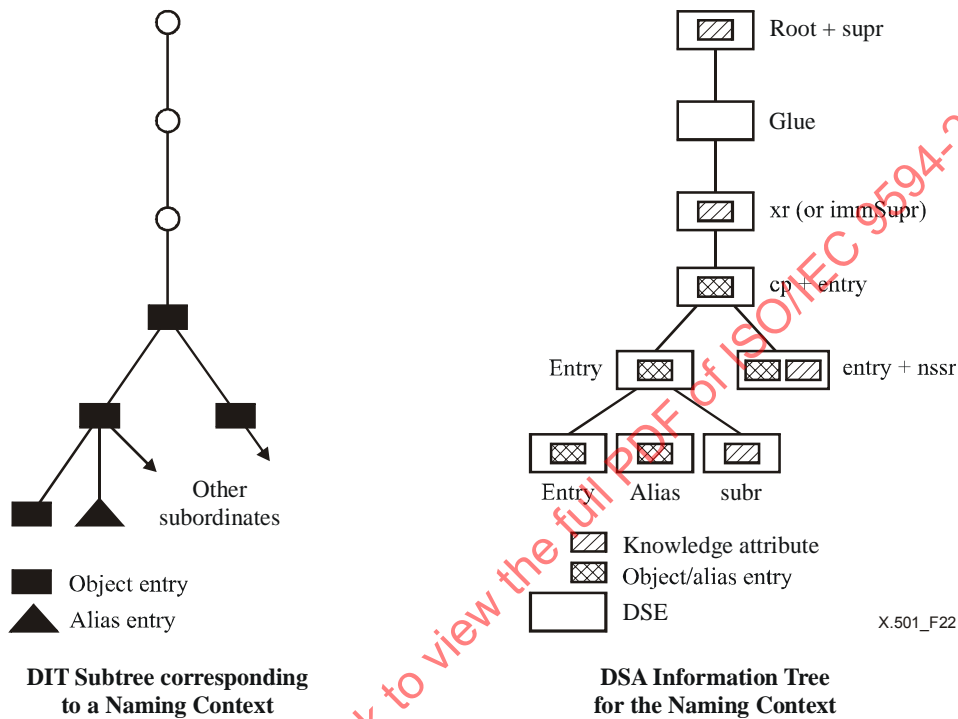 Root + supr
Glue
xr (or immSupr)
cp + entry
Entry
entry + nssr
Entry
Alias
subr
Other
subordinates
Object entry
Alias entry
Knowledge attribute
Object/alias entry
DSE
X.501_F22
DIT Subtree corresponding
to a Naming Context
DSA Information Tree
for the Naming Context
k to view the full PDF of ISO/IEC 9594-2